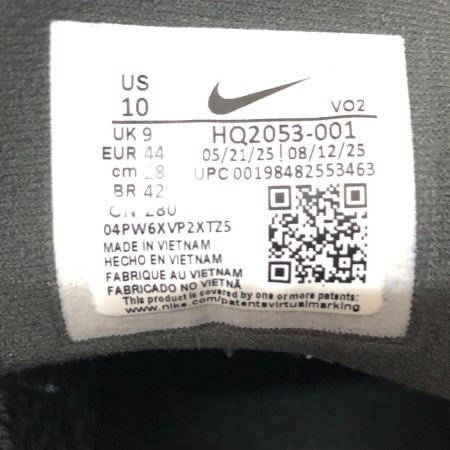 US
10
VO2
UK 9
HQ2053-001
EUR 44
05/21/25 | 08/12/25
cm 28
UPC 00198482553463
BR 42
CN 280
04PW6XVP2XTZ5
MADE IN VIETNAM
HECHO EN VIETNAM
FABRIQUE AU VIETNAM
FABRICADO NO VIETNÃ
This product is covered by one or more patents:
www.nike.com/patentsvirtualmarking